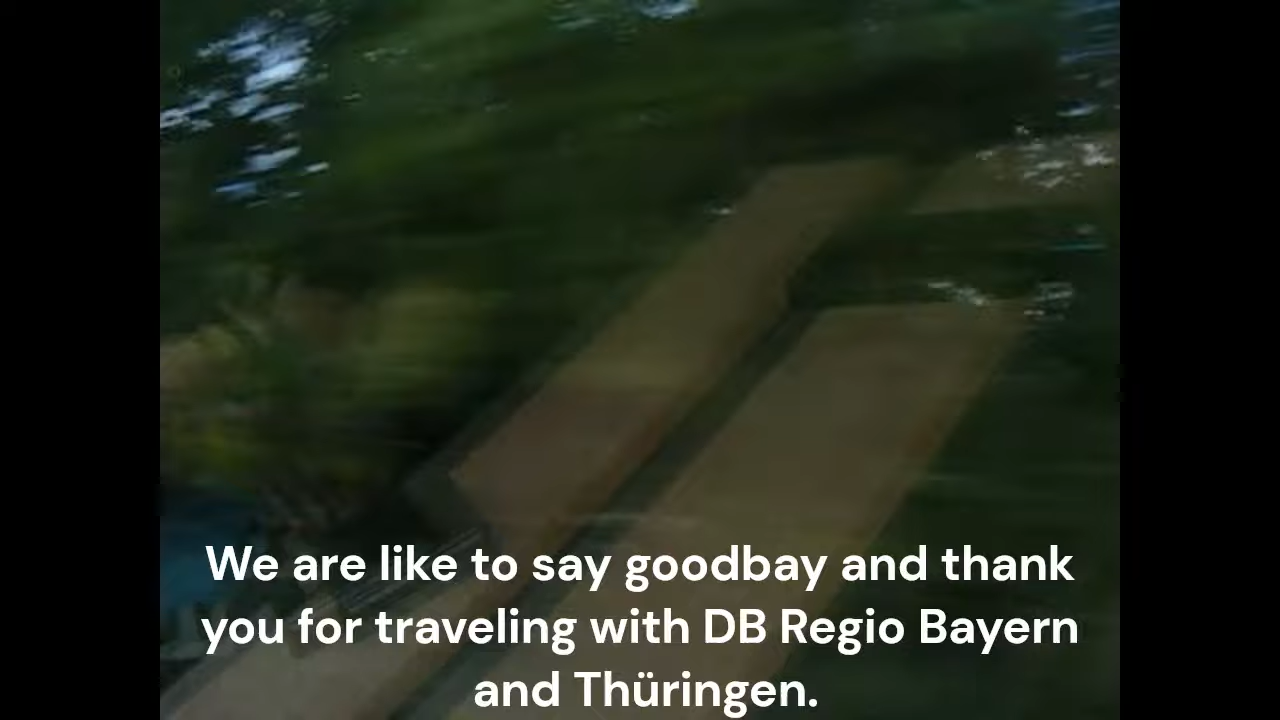 We are like to say goodbay and thank
you for traveling with DB Regio Bayern
and Thüringen.